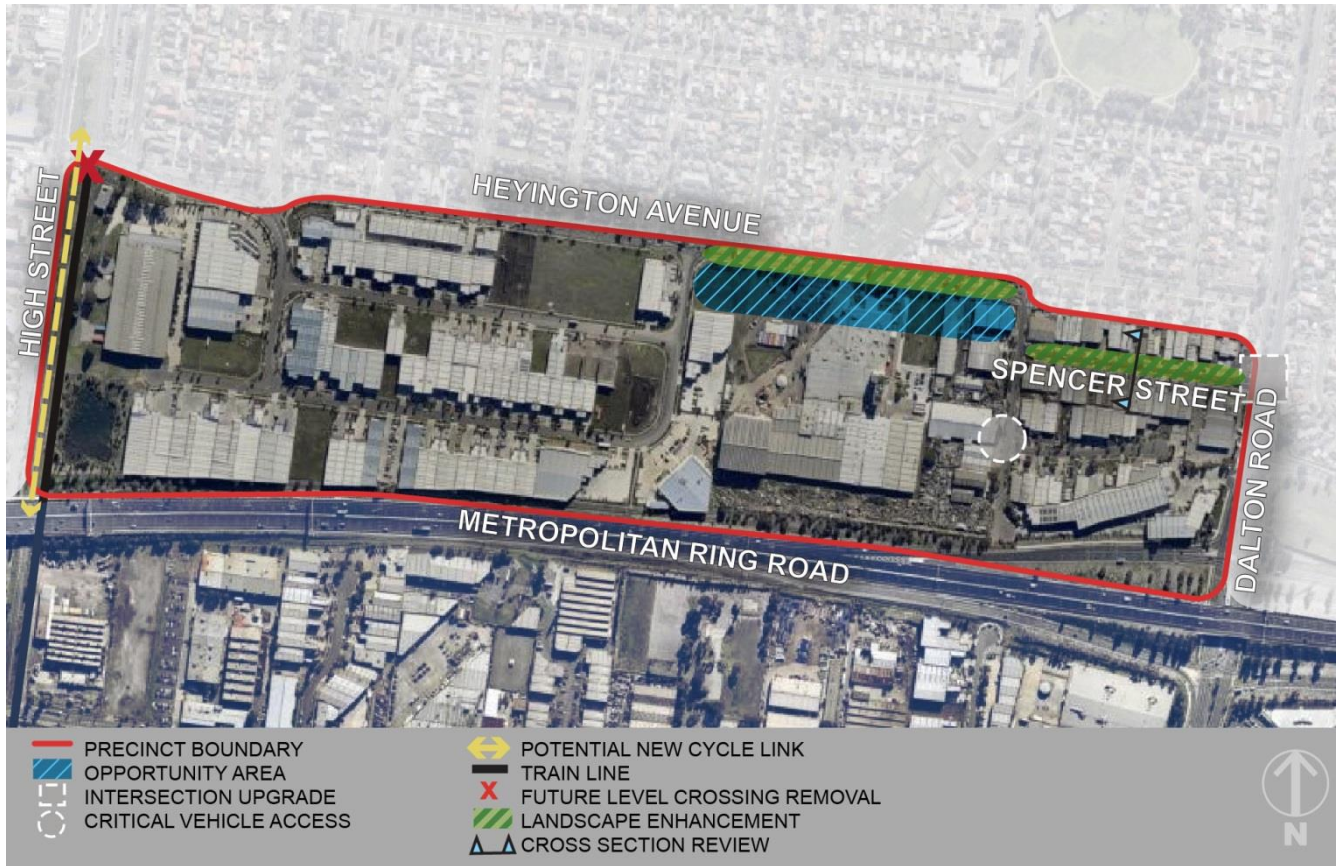 HIGH STREET
HEYINGTON AVENUE
SPENCER STREET
DALTON ROAD
METROPOLITAN RING ROAD
PRECINCT BOUNDARY
OPPORTUNITY AREA
INTERSECTION UPGRADE
CRITICAL VEHICLE ACCESS
POTENTIAL NEW CYCLE LINK
TRAIN LINE
X FUTURE LEVEL CROSSING REMOVAL
LANDSCAPE ENHANCEMENT
CROSS SECTION REVIEW
N